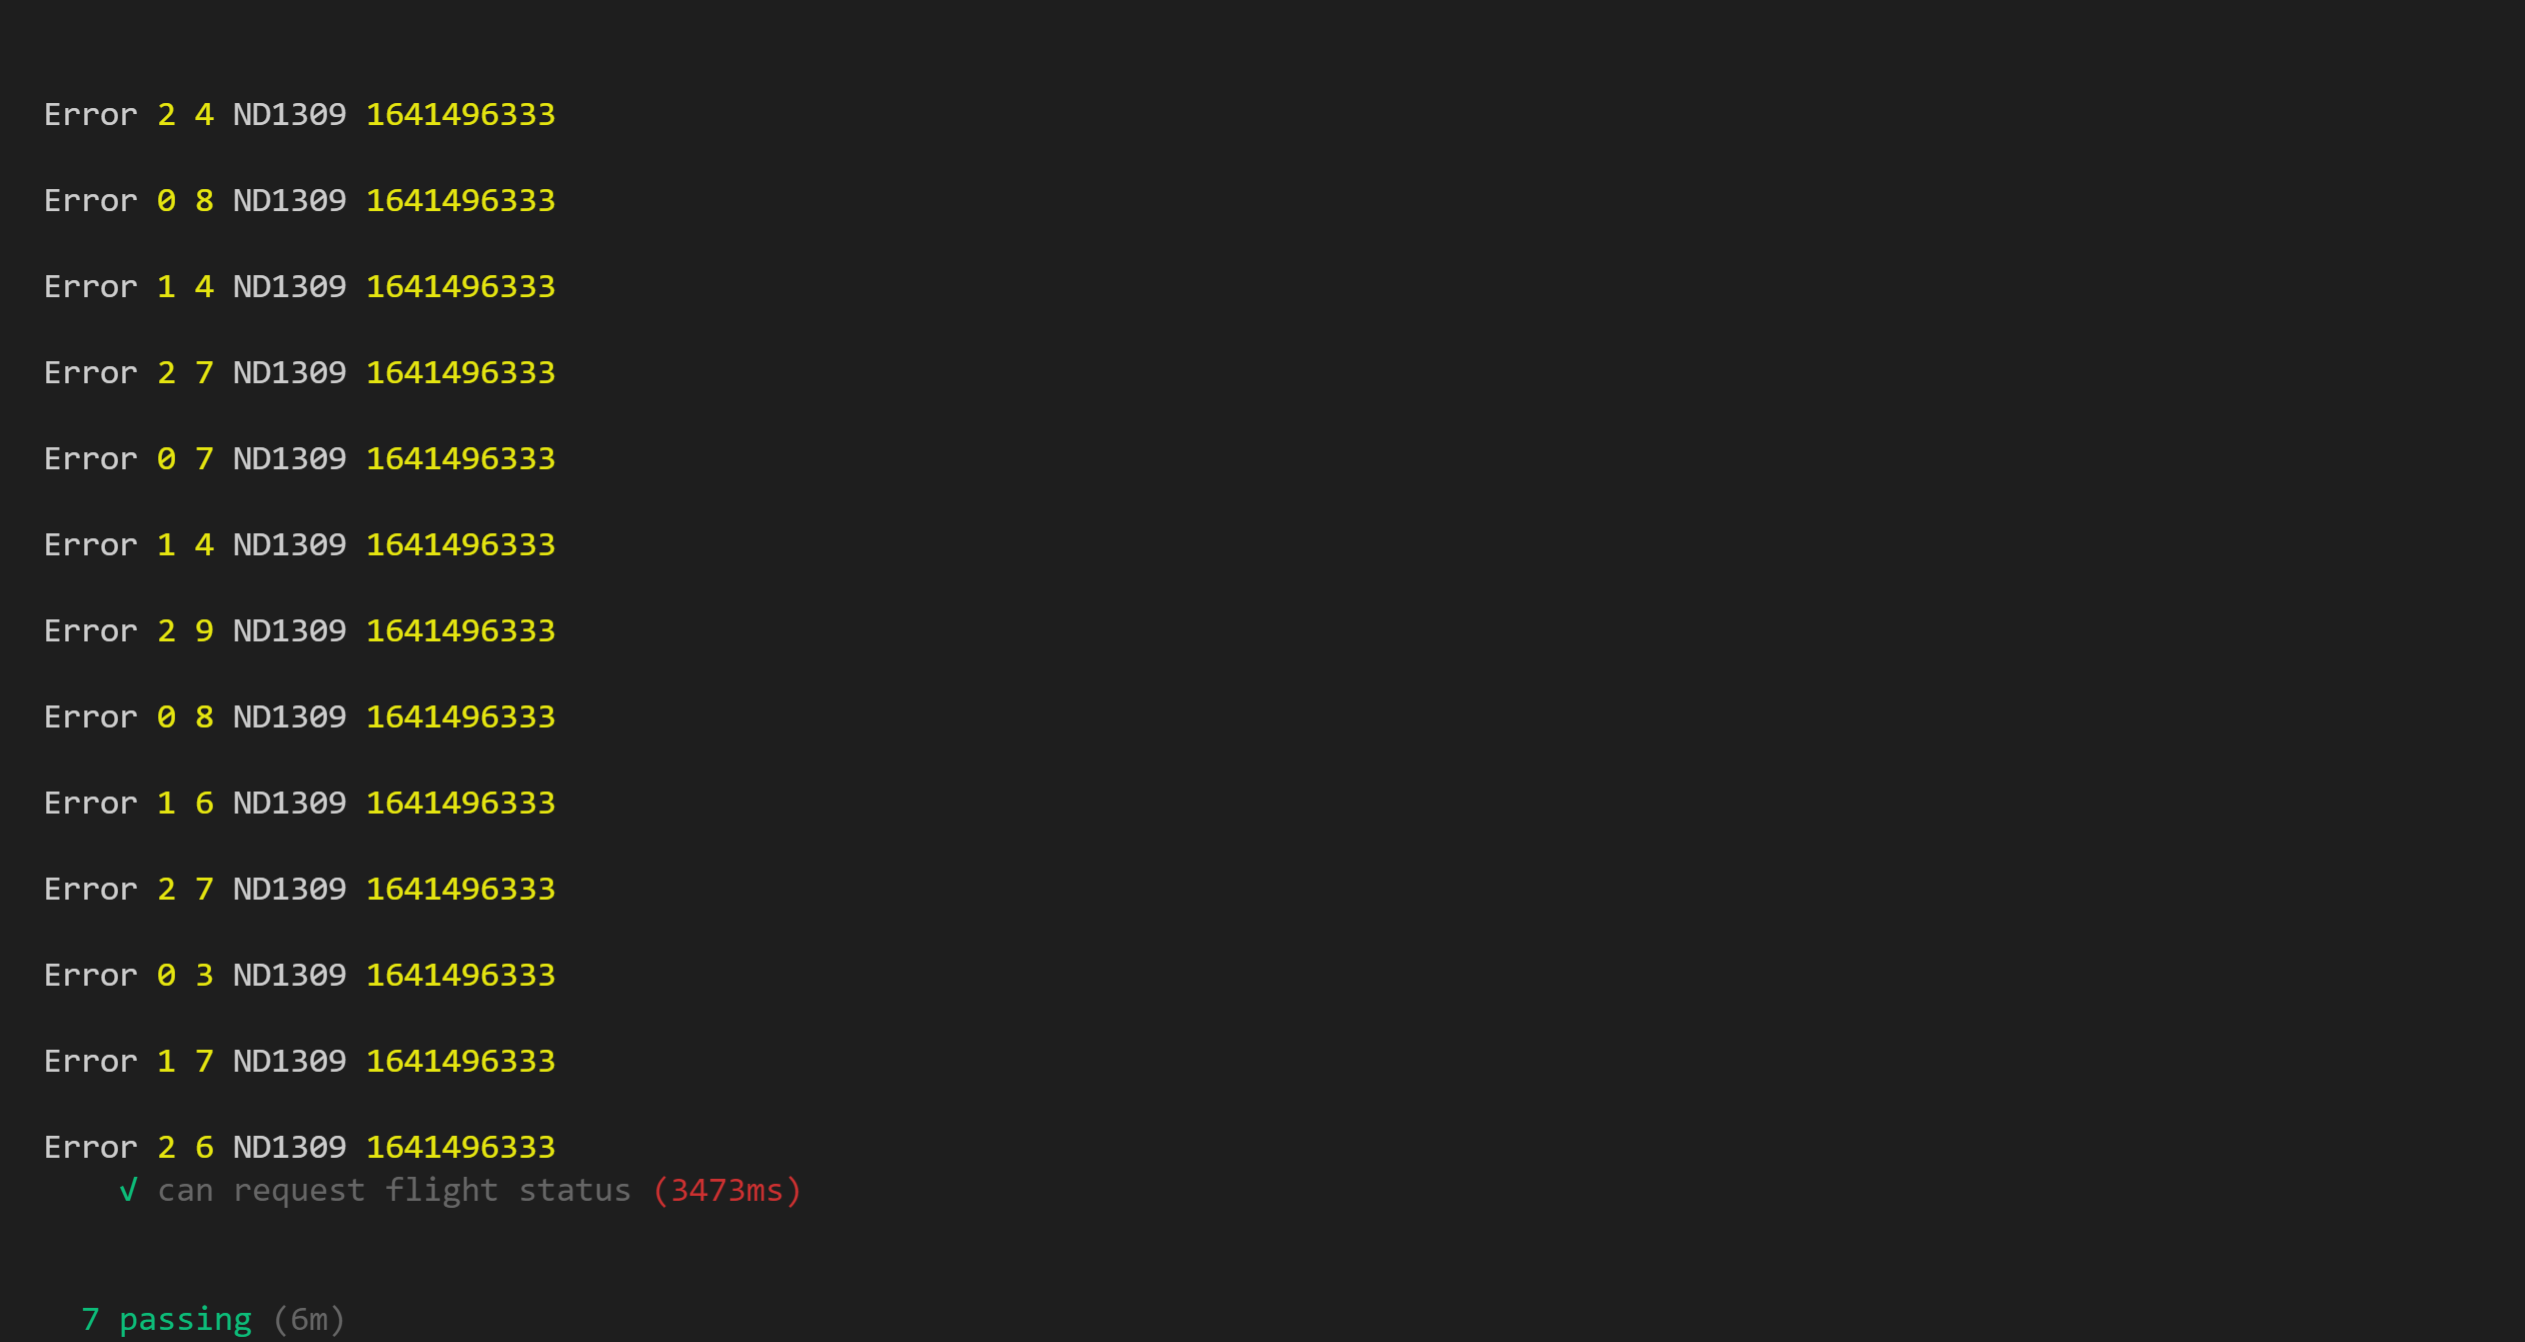 Error 2 4 ND1309 1641496333
Error 0 8 ND1309 1641496333
Error 1 4 ND1309 1641496333
Error 2 7 ND1309 1641496333
Error 0 7 ND1309 1641496333
Error 1 4 ND1309 1641496333
Error 2 9 ND1309 1641496333
Error 0 8 ND1309 1641496333
Error 1 6 ND1309 1641496333
Error 2 7 ND1309 1641496333
Error 0 3 ND1309 1641496333
Error 1 7 ND1309 1641496333
Error 2 6 ND1309 1641496333
√ can request flight status (3473ms)
7 passing (6m)